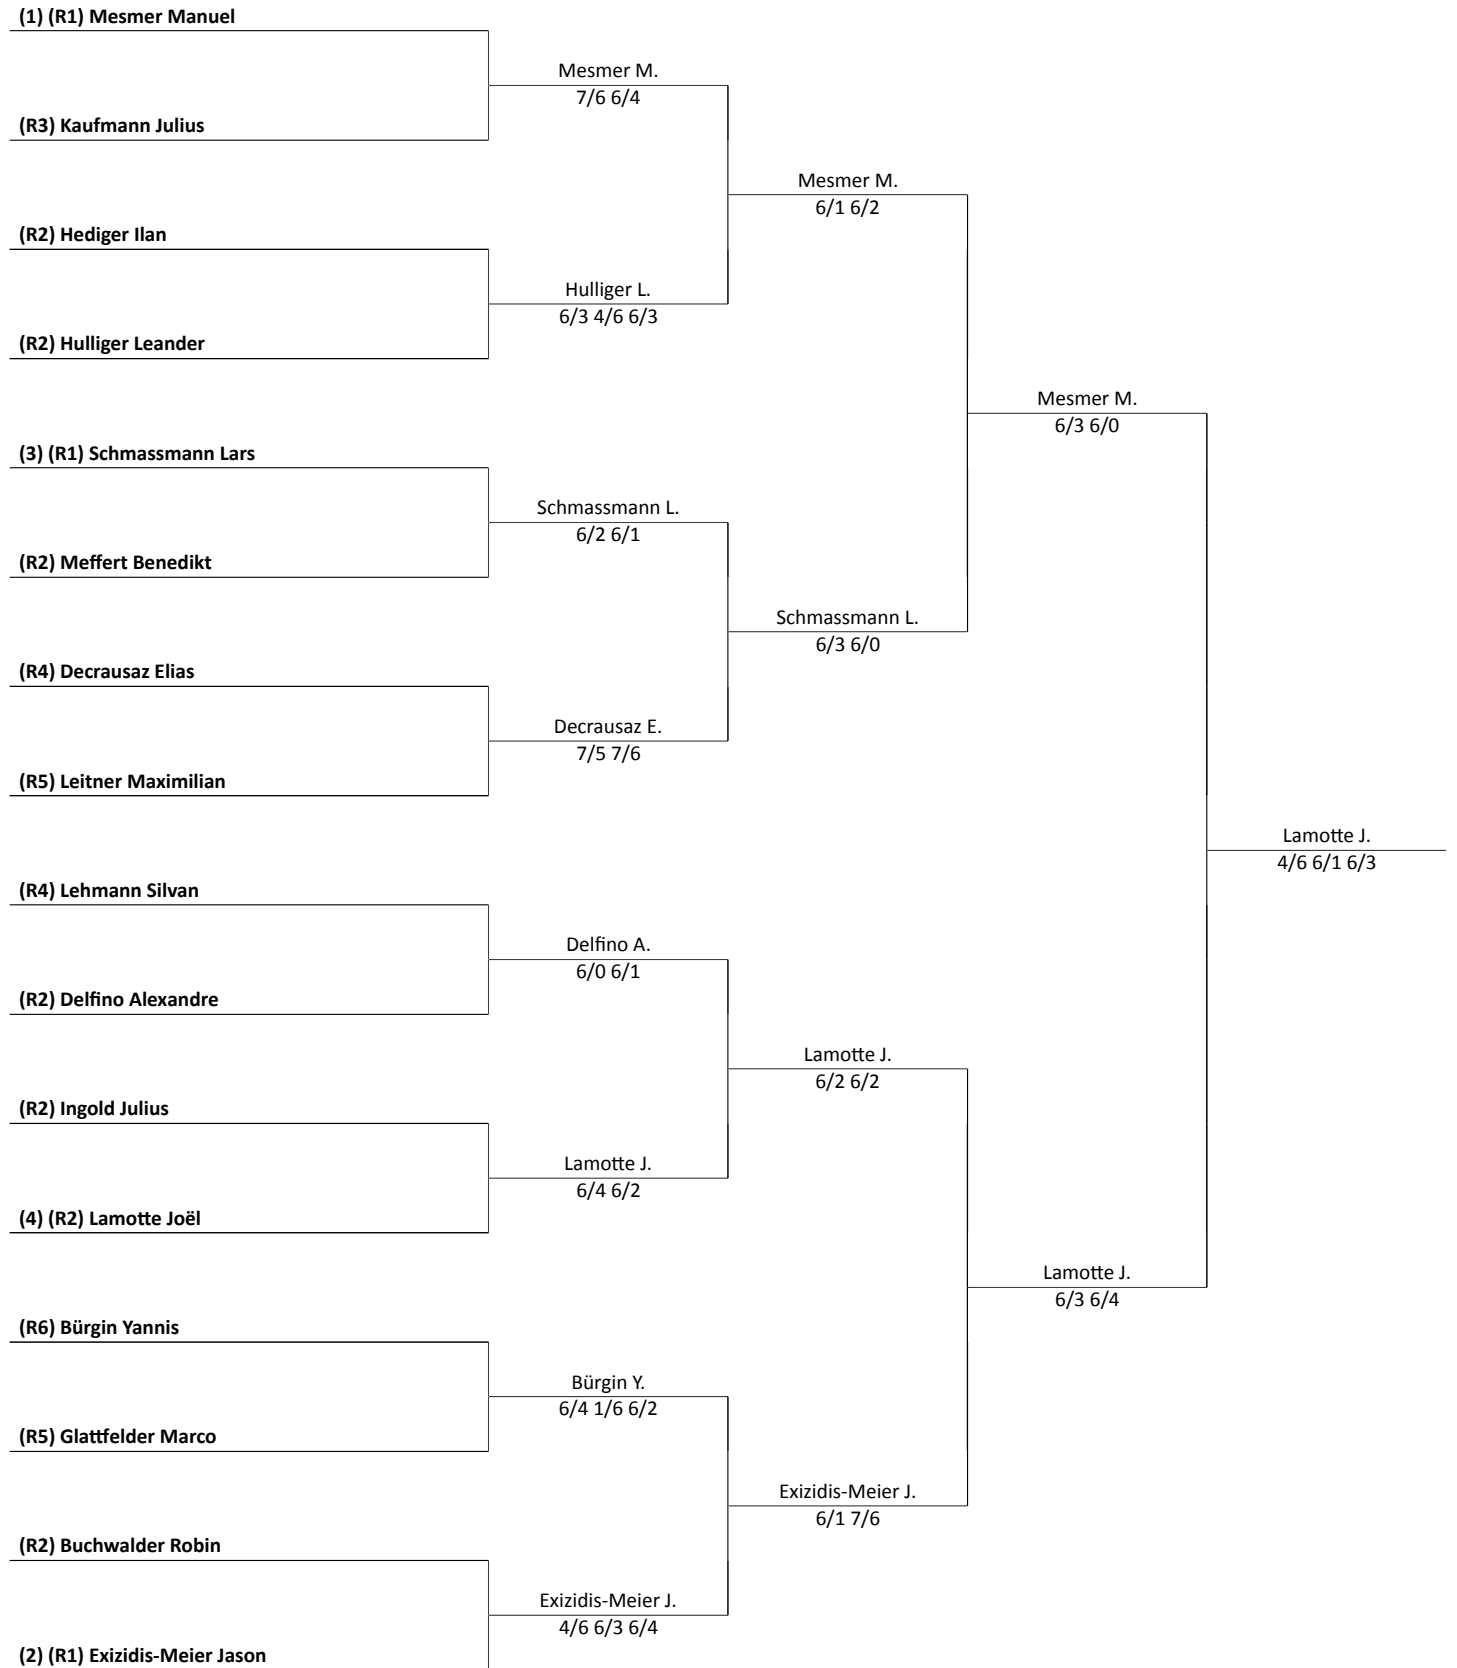 (1) (R1) Mesmer Manuel
Mesmer M.
7/6 6/4
(R3) Kaufmann Julius
Mesmer M.
6/1 6/2
(R2) Hediger Ilan
Hulliger L.
6/3 4/6 6/3
(R2) Hulliger Leander
Mesmer M.
6/3 6/0
(3) (R1) Schmassmann Lars
Schmassmann L.
6/2 6/1
(R2) Meffert Benedikt
Schmassmann L.
6/3 6/0
(R4) Decrausaz Elias
Decrausaz E.
7/5 7/6
(R5) Leitner Maximilian
Lamotte J.
4/6 6/1 6/3
(R4) Lehmann Silvan
Delfino A.
6/0 6/1
(R2) Delfino Alexandre
Lamotte J.
6/2 6/2
(R2) Ingold Julius
Lamotte J.
6/4 6/2
(4) (R2) Lamotte Joël
Lamotte J.
6/3 6/4
(R6) Bürgin Yannis
Bürgin Y.
6/4 1/6 6/2
(R5) Glattfelder Marco
Exizidis-Meier J.
6/1 7/6
(R2) Buchwalder Robin
Exizidis-Meier J.
4/6 6/3 6/4
(2) (R1) Exizidis-Meier Jason